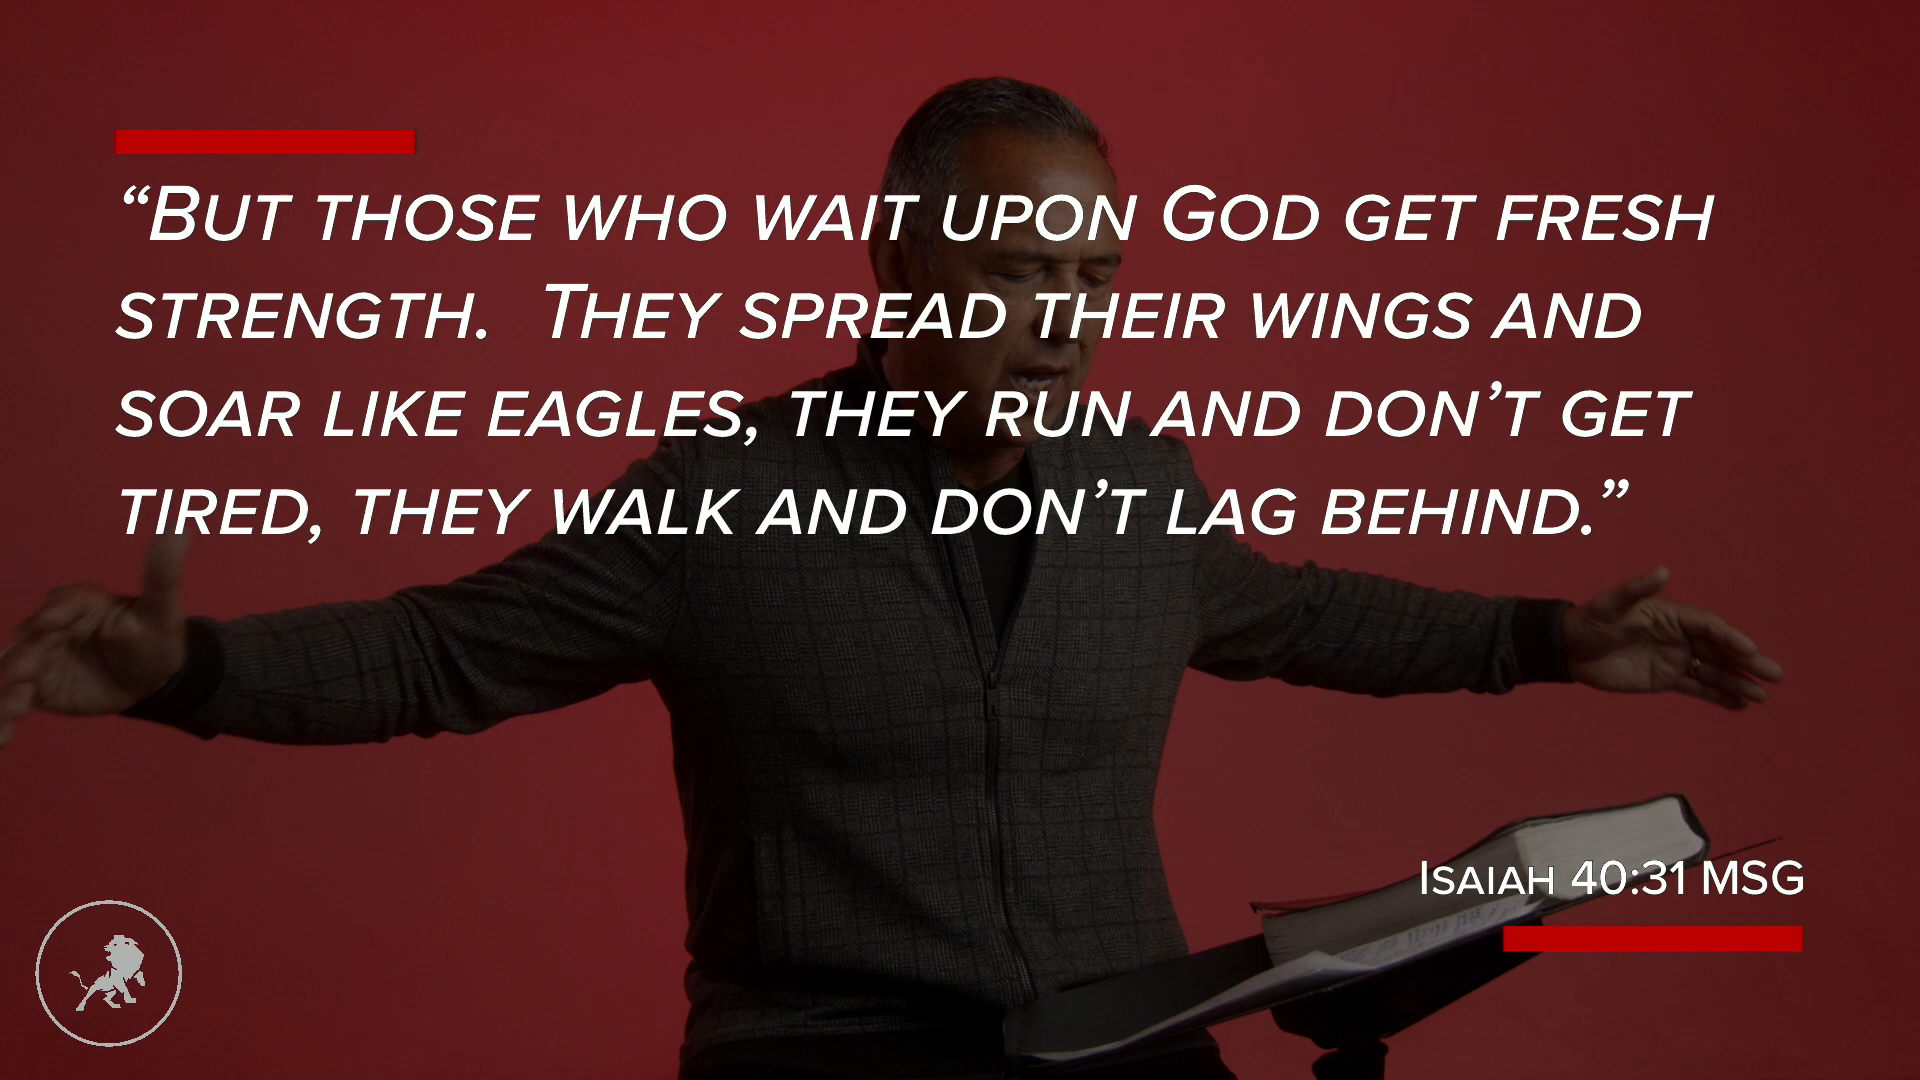 “But those who wait upon God get fresh
strength.  They spread their wings and
soar like eagles, they run and don’t get
tired, they walk and don’t lag behind.”
Isaiah 40:31 MSG